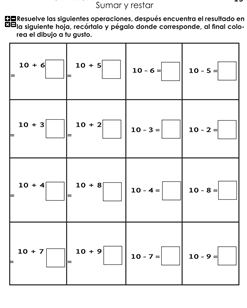 Sumar y restar
Resuelve las siguientes operaciones, después encuentra el resultado en
la siguiente hoja, recórtalo y pégalo donde corresponde, al final colo-
rea el dibujo a tu gusto.
10 + 6 = 10 + 5 = 10 - 6 = 10 - 5 =
10 + 3 = 10 + 2 = 10 - 3 = 10 - 2 =
10 + 4 = 10 + 8 = 10 - 4 = 10 - 8 =
10 + 7 = 10 + 9 = 10 - 7 = 10 - 9 =